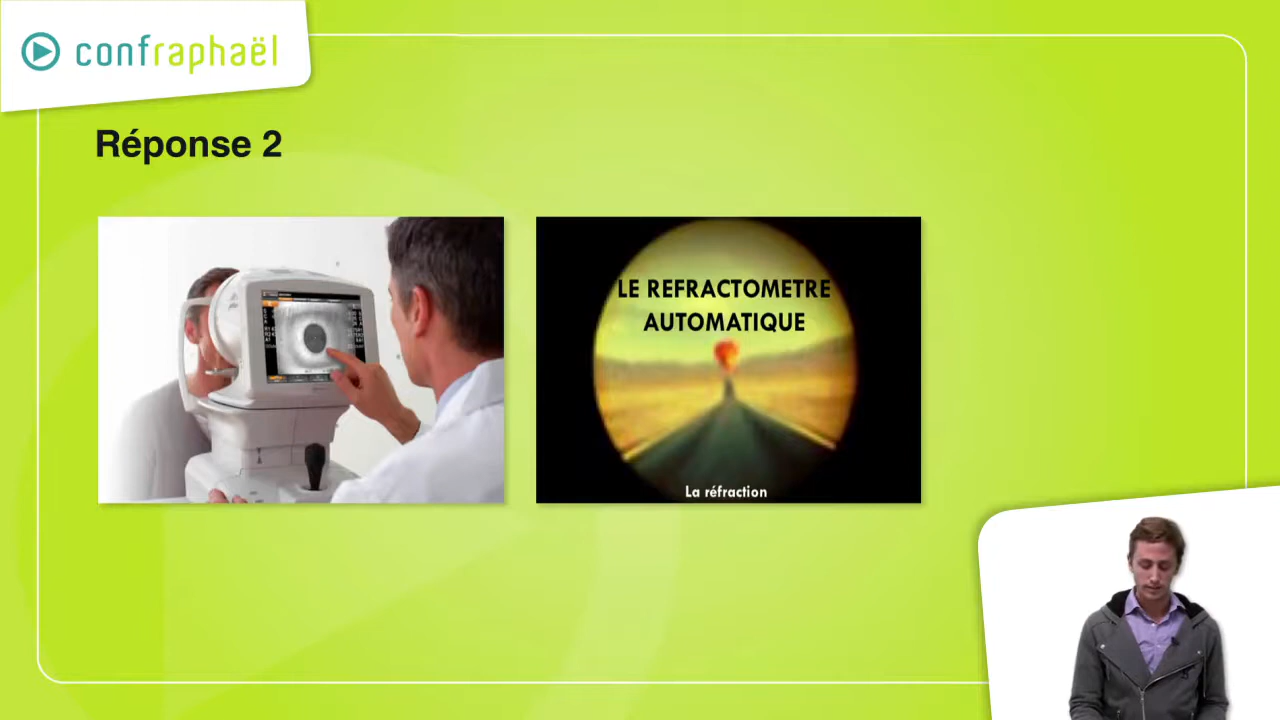 confraphaël
Réponse 2
LE REFRACTOMETRE
AUTOMATIQUE
La réfraction